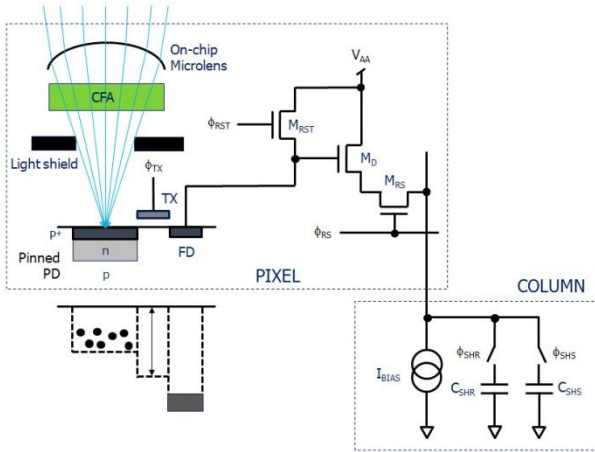 On-chip
Microlens
CFA
Light shield
ϕTX
TX
p+
n
Pinned
PD
p
FD
ϕRST
MRST
VAA
MD
MRS
ϕRS
PIXEL
COLUMN
IBIAS
ϕSHR
CSHR
ϕSHS
CSHS